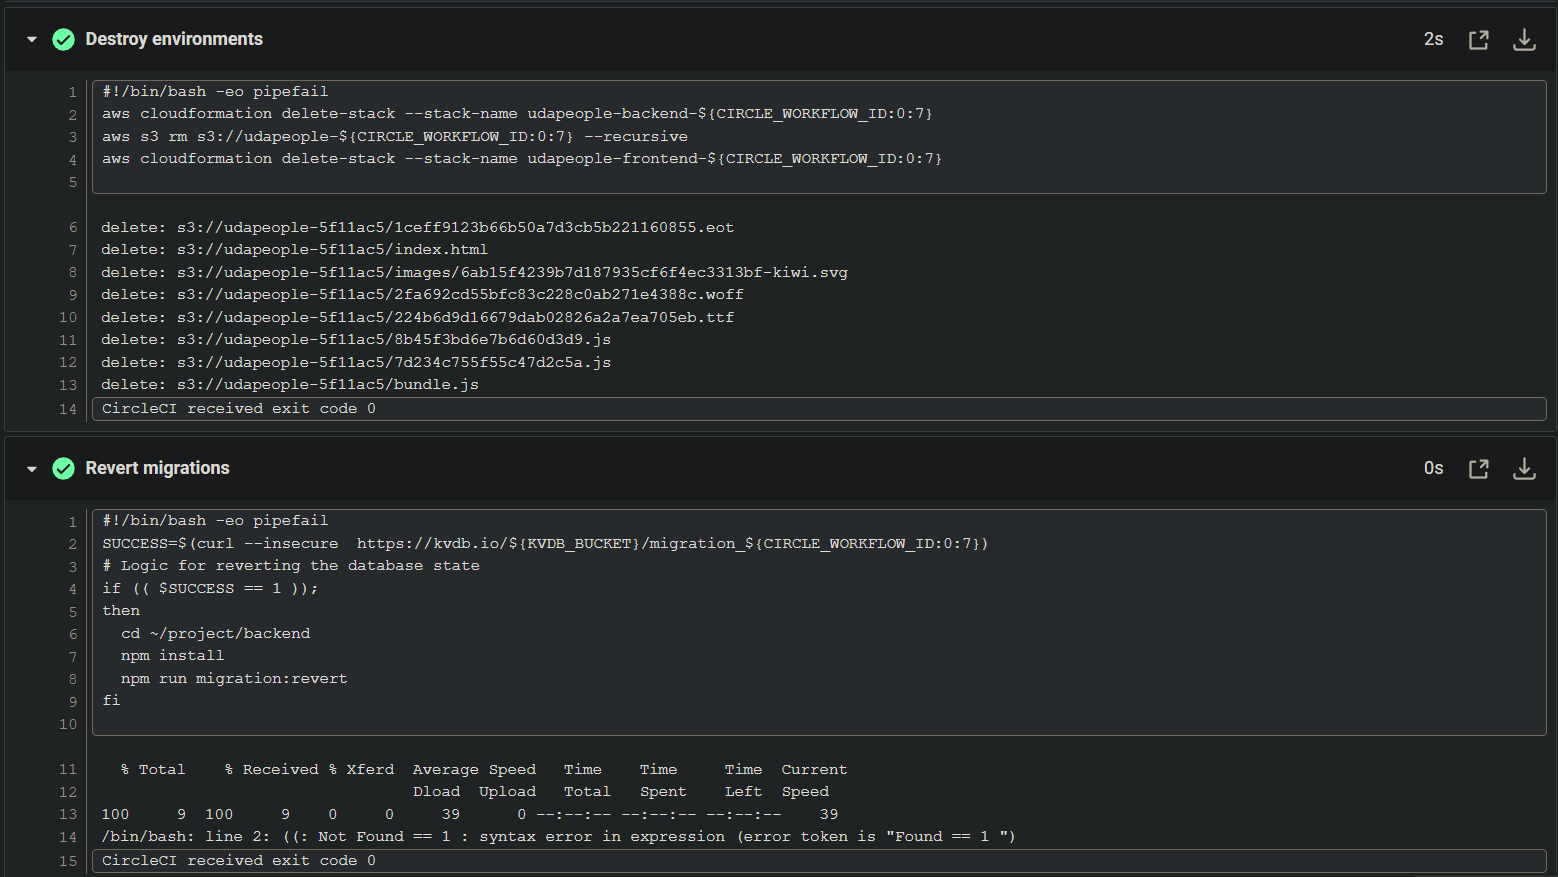 Destroy environments 2s
1 #!/bin/bash -eo pipefail
2 aws cloudformation delete-stack --stack-name udapeople-backend-${CIRCLE_WORKFLOW_ID:0:7}
3 aws s3 rm s3://udapeople-${CIRCLE_WORKFLOW_ID:0:7} --recursive
4 aws cloudformation delete-stack --stack-name udapeople-frontend-${CIRCLE_WORKFLOW_ID:0:7}
5
6 delete: s3://udapeople-5f11ac5/1ceff9123b66b50a7d3cb5b221160855.eot
7 delete: s3://udapeople-5f11ac5/index.html
8 delete: s3://udapeople-5f11ac5/images/6ab15f4239b7d187935cf6f4ec3313bf-kiwi.svg
9 delete: s3://udapeople-5f11ac5/2fa692cd55bfc83c228c0ab271e4388c.woff
10 delete: s3://udapeople-5f11ac5/224b6d9d16679dab02826a2a7ea705eb.ttf
11 delete: s3://udapeople-5f11ac5/8b45f3bd6e7b6d60d3d9.js
12 delete: s3://udapeople-5f11ac5/7d234c755f55c47d2c5a.js
13 delete: s3://udapeople-5f11ac5/bundle.js
14 CircleCI received exit code 0
Revert migrations 0s
1 #!/bin/bash -eo pipefail
2 SUCCESS=$(curl --insecure  https://kvdb.io/${KVDB_BUCKET}/migration_${CIRCLE_WORKFLOW_ID:0:7})
3 # Logic for reverting the database state
4 if (( $SUCCESS == 1 ));
5 then
6   cd ~/project/backend
7   npm install
8   npm run migration:revert
9 fi
10
11   % Total    % Received % Xferd  Average Speed   Time    Time     Time  Current
12                                  Dload  Upload   Total   Spent    Left  Speed
13 100     9  100     9    0     0     39      0 --:--:-- --:--:-- --:--:--    39
14 /bin/bash: line 2: ((: Not Found == 1 : syntax error in expression (error token is "Found == 1 ")
15 CircleCI received exit code 0